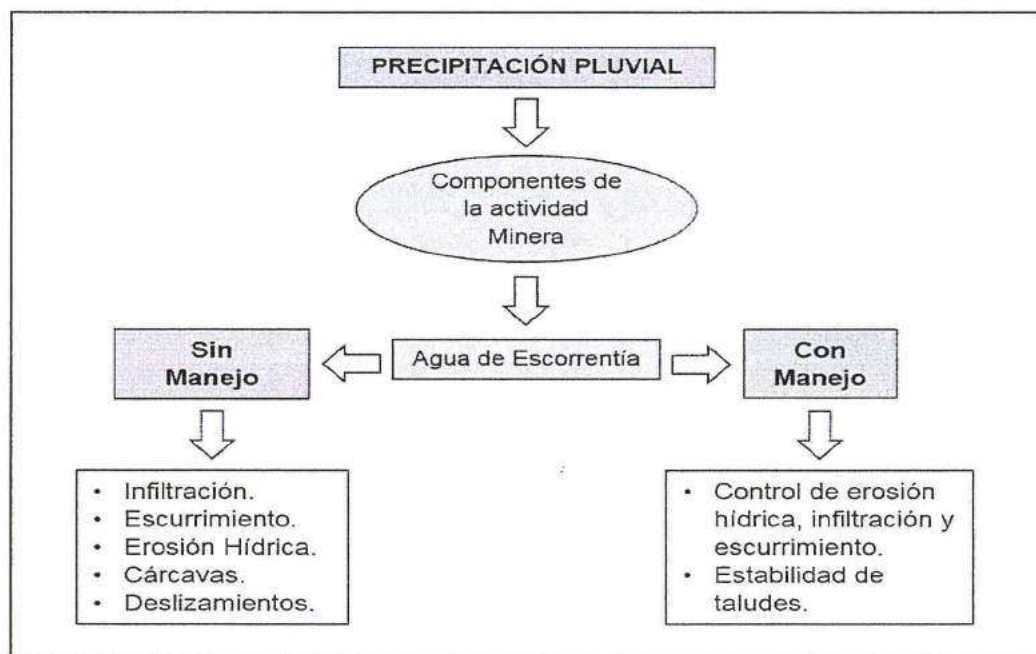 PRECIPITACIÓN PLUVIAL
Componentes de
la actividad
Minera
Agua de Escorrentía
Sin
Manejo
Con
Manejo
• Infiltración.
• Escurrimiento.
• Erosión Hídrica.
• Cárcavas.
• Deslizamientos.
• Control de erosión
hídrica, infiltración y
escurrimiento.
• Estabilidad de
taludes.